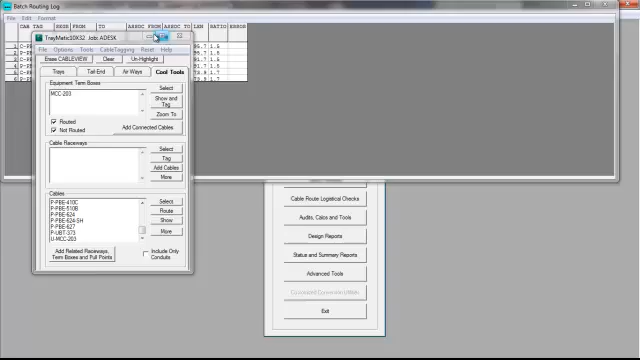 Batch Routing Log
File Edit Format
CAB TAG FROM TO ASSOC FROM ASSOC TO LEN RATIO ERROR
TrayMatic10X32 Job: ADESK
File Options Tools CableTagging Reset Help
Erase CABLEVIEW Clear Un-Highlight
Trays Tail End Air Ways Cool Tools
Equipment Term Boxes
MCC-203
Select
Show and Tag
Zoom To
Routed
Not Routed
Add Connected Cables
Cable Raceways
Select
Tag
Add Cables
More
Cables
P-PBE-410C
P-PBE-510B
P-PBE-624
P-PBE-624-SH
P-PBE-627
P-UBT-373
U-MCC-203
Select
Route
Show
More
Add Related Raceways, Term Boxes and Pull Points
Include Only Conduits
Cable Route Logistical Checks
Audits, Calcs and Tools
Design Reports
Status and Summary Reports
Advanced Tools
Customized Conversion Utilities
Exit